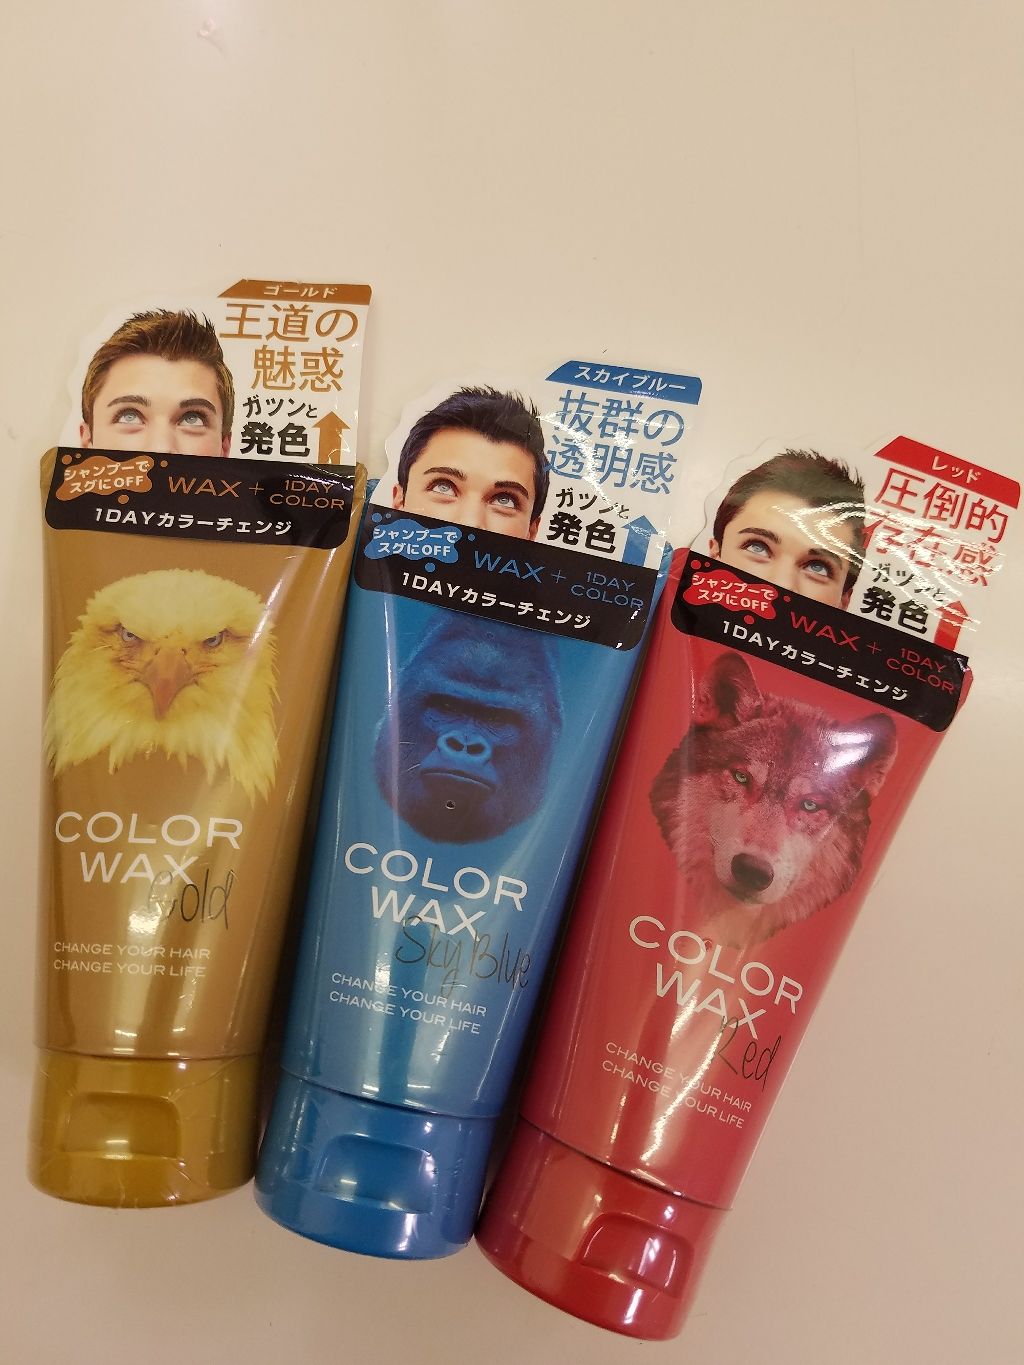 ゴールド
王道の
魅惑
ガツンと
発色
シャンプーで
スグにOFF
WAX + 1DAY
COLOR
1DAYカラーチェンジ
COLOR
WAX
Gold
CHANGE YOUR HAIR
CHANGE YOUR LIFE
スカイブルー
抜群の
透明感
ガツンと
発色
シャンプーで
スグにOFF
WAX + 1DAY
COLOR
1DAYカラーチェンジ
COLOR
WAX
Sky Blue
CHANGE YOUR HAIR
CHANGE YOUR LIFE
レッド
圧倒的
存在感
ガツンと
発色
シャンプーで
スグにOFF
WAX + 1DAY
COLOR
1DAYカラーチェンジ
COLOR
WAX
Red
CHANGE YOUR HAIR
CHANGE YOUR LIFE